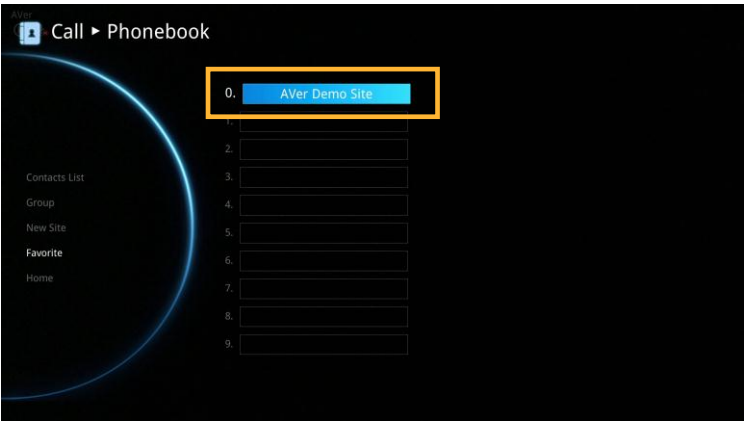 AVer
Call ▸ Phonebook
0. AVer Demo Site
1.
2.
Contacts List
3.
Group
4.
New Site
5.
Favorite
6.
Home
7.
8.
9.